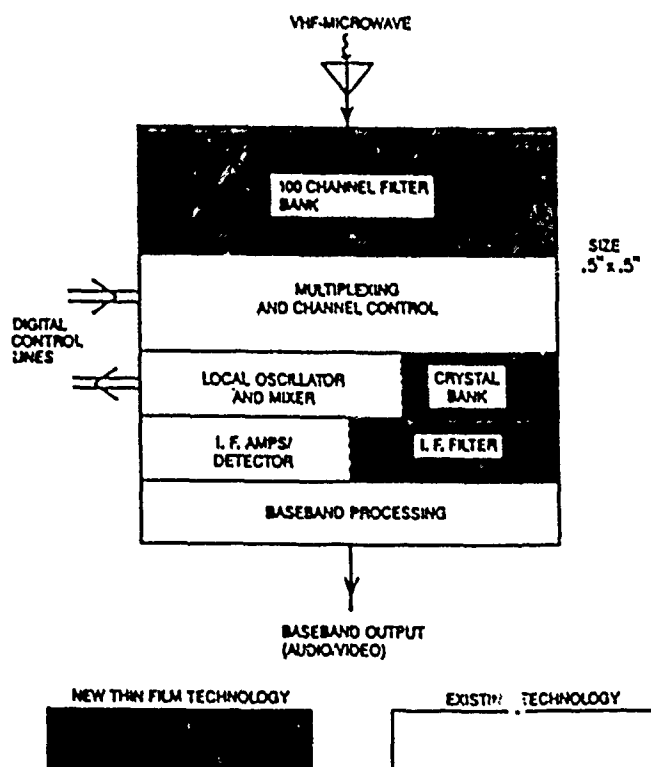 VHF-MICROWAVE
100 CHANNEL FILTER
BANK
SIZE
.5" x .5"
MULTIPLEXING
AND CHANNEL CONTROL
DIGITAL
CONTROL
LINES
LOCAL OSCILLATOR
AND MIXER
CRYSTAL
BANK
I. F. AMPS/
DETECTOR
I. F. FILTER
BASEBAND PROCESSING
BASEBAND OUTPUT
(AUDIO/VIDEO)
NEW THIN FILM TECHNOLOGY
TECHNOLOGY